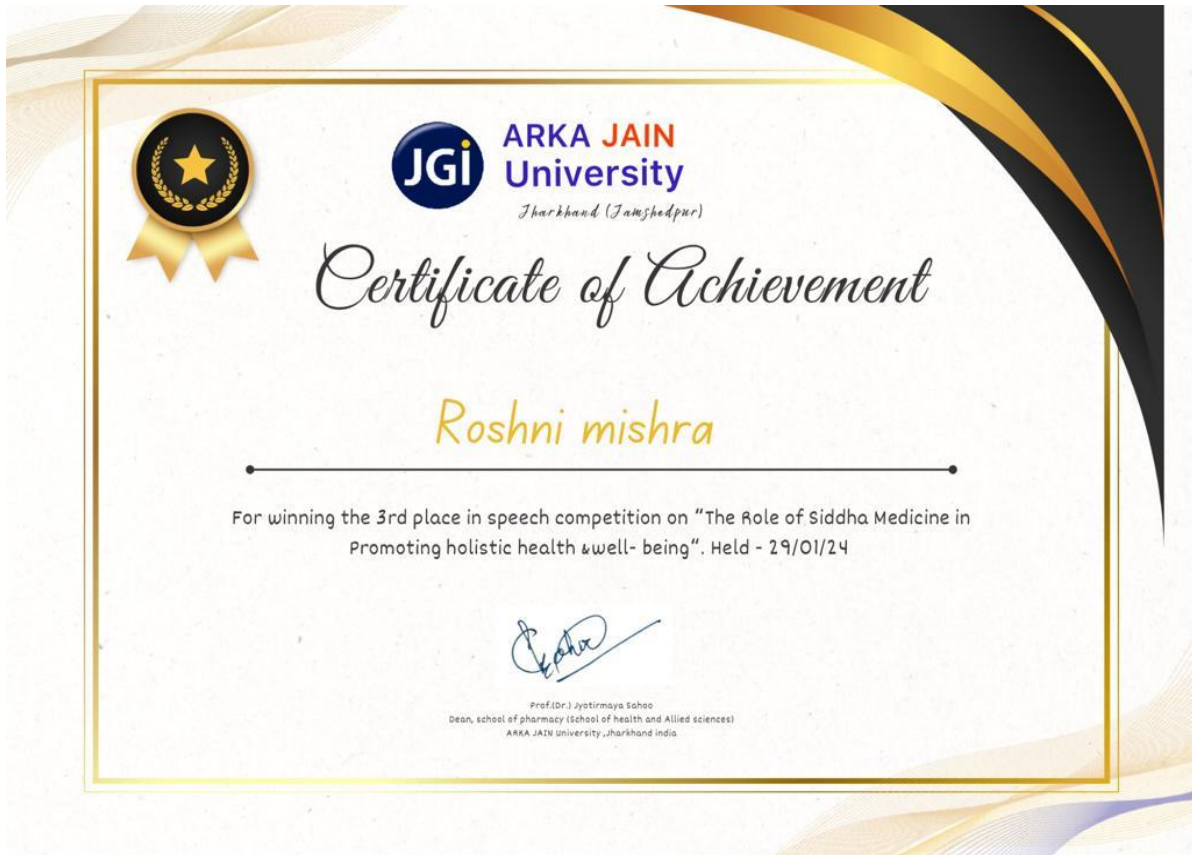 JGi
ARKA JAIN
University
Jharkhand (Jamshedpur)
Certificate of Achievement
Roshni mishra
For winning the 3rd place in speech competition on “The Role of Siddha Medicine in
Promoting holistic health &well- being“. Held - 29/01/24
Prof.(Dr.) Jyotirmaya Sahoo
Dean, school of pharmacy (School of health and Allied sciences)
ARKA JAIN University ,Jharkhand india